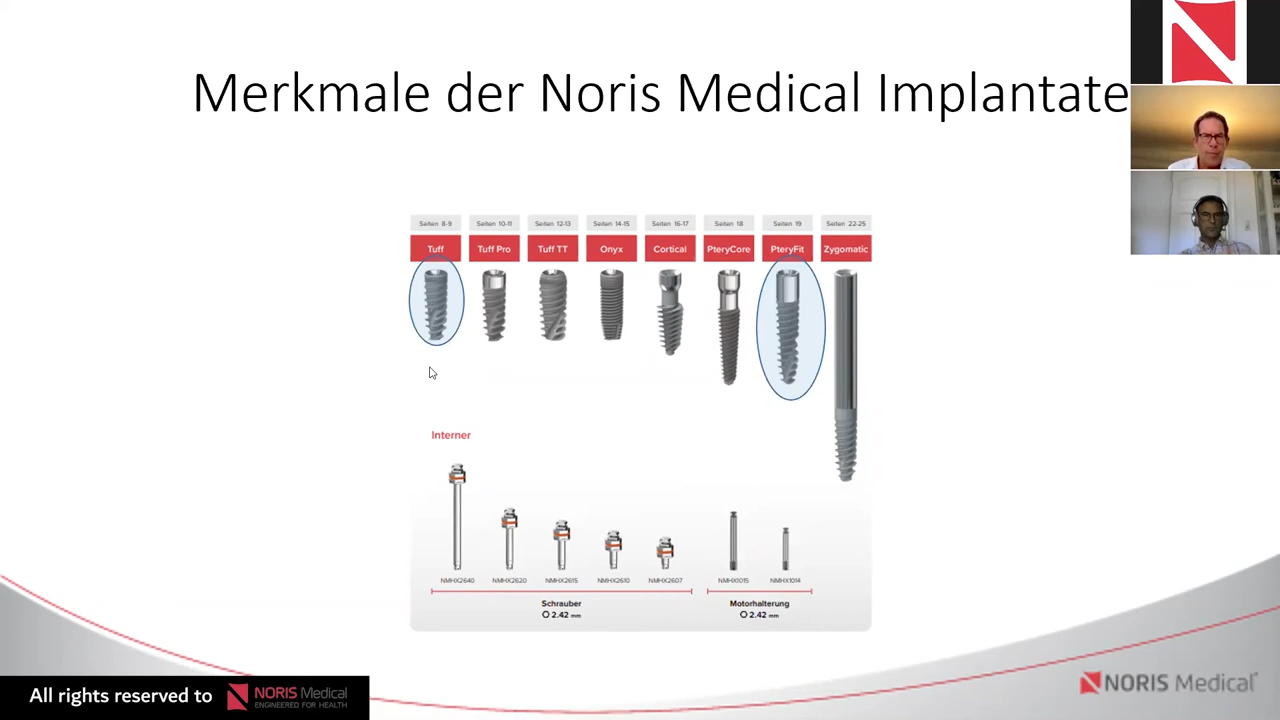 Merkmale der Noris Medical Implantate
Seiten 8-9 Seiten 10-11 Seiten 12-13 Seiten 14-15 Seiten 16-17 Seiten 18 Seiten 19 Seiten 22-25
Tuff Tuff Pro Tuff TT Onyx Cortical PteryCore PteryFit Zygomatic
Interner
NMHX2640 NMHX2620 NMHX2615 NMHX2610 NMHX2607 NMHX1015 NMHX1014
Schrauber Motorhalterung
2.42 mm 2.42 mm
All rights reserved to NORIS Medical
ENGINEERED FOR HEALTH
NORIS Medical